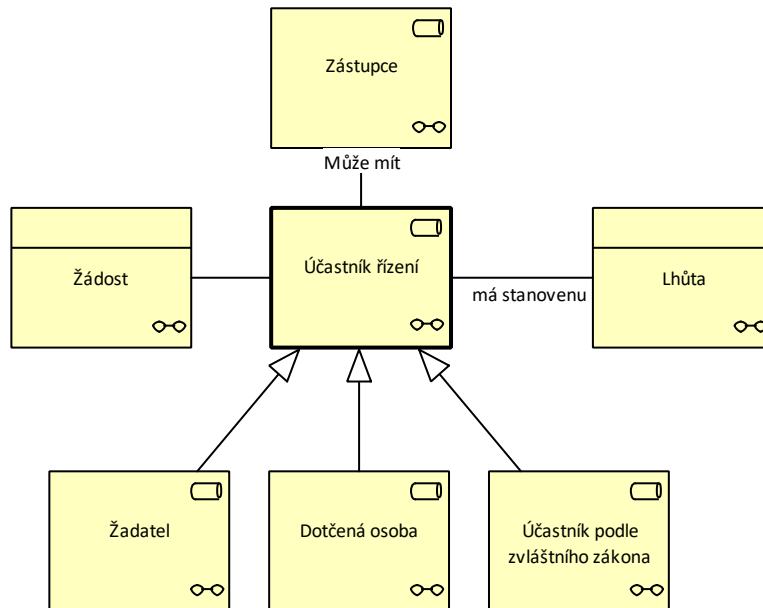 Zástupce
Může mít
Žádost
Účastník řízení
má stanovenu
Lhůta
Žadatel
Dotčená osoba
Účastník podle
zvláštního zákona